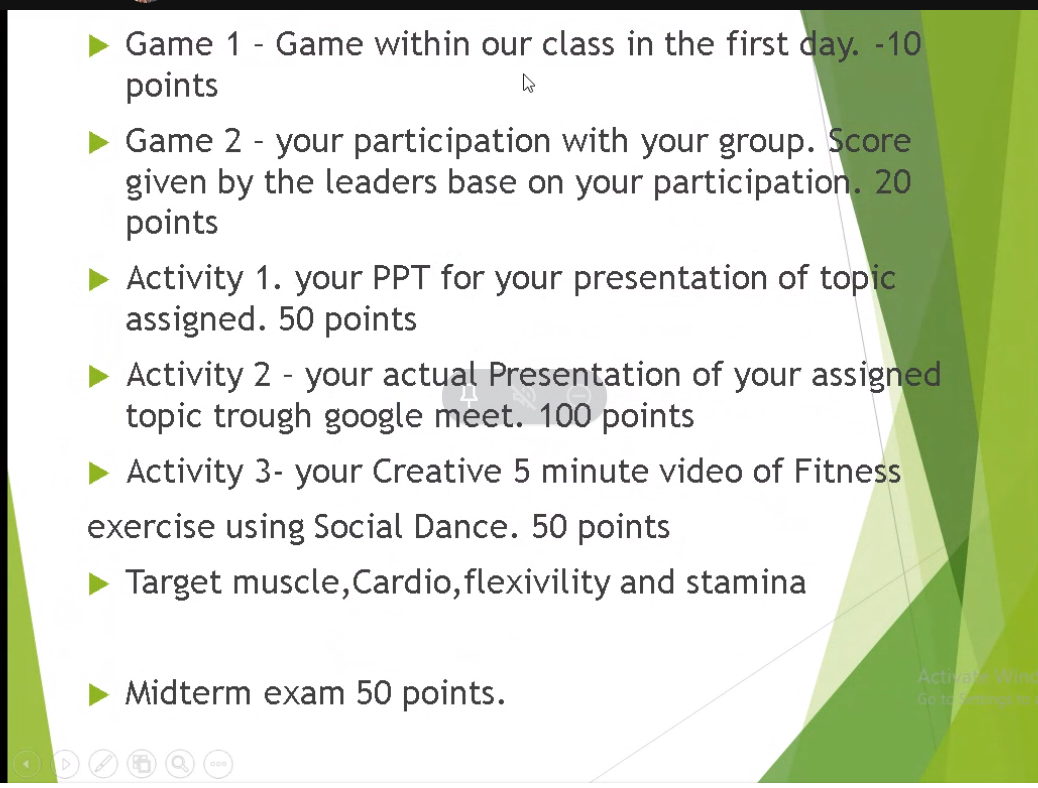 Game 1 – Game within our class in the first day. -10
points
Game 2 – your participation with your group. Score
given by the leaders base on your participation. 20
points
Activity 1. your PPT for your presentation of topic
assigned. 50 points
Activity 2 – your actual Presentation of your assigned
topic trough google meet. 100 points
Activity 3- your Creative 5 minute video of Fitness
exercise using Social Dance. 50 points
Target muscle,Cardio,flexivility and stamina
Activate Win
Go to Settings
Midterm exam 50 points.